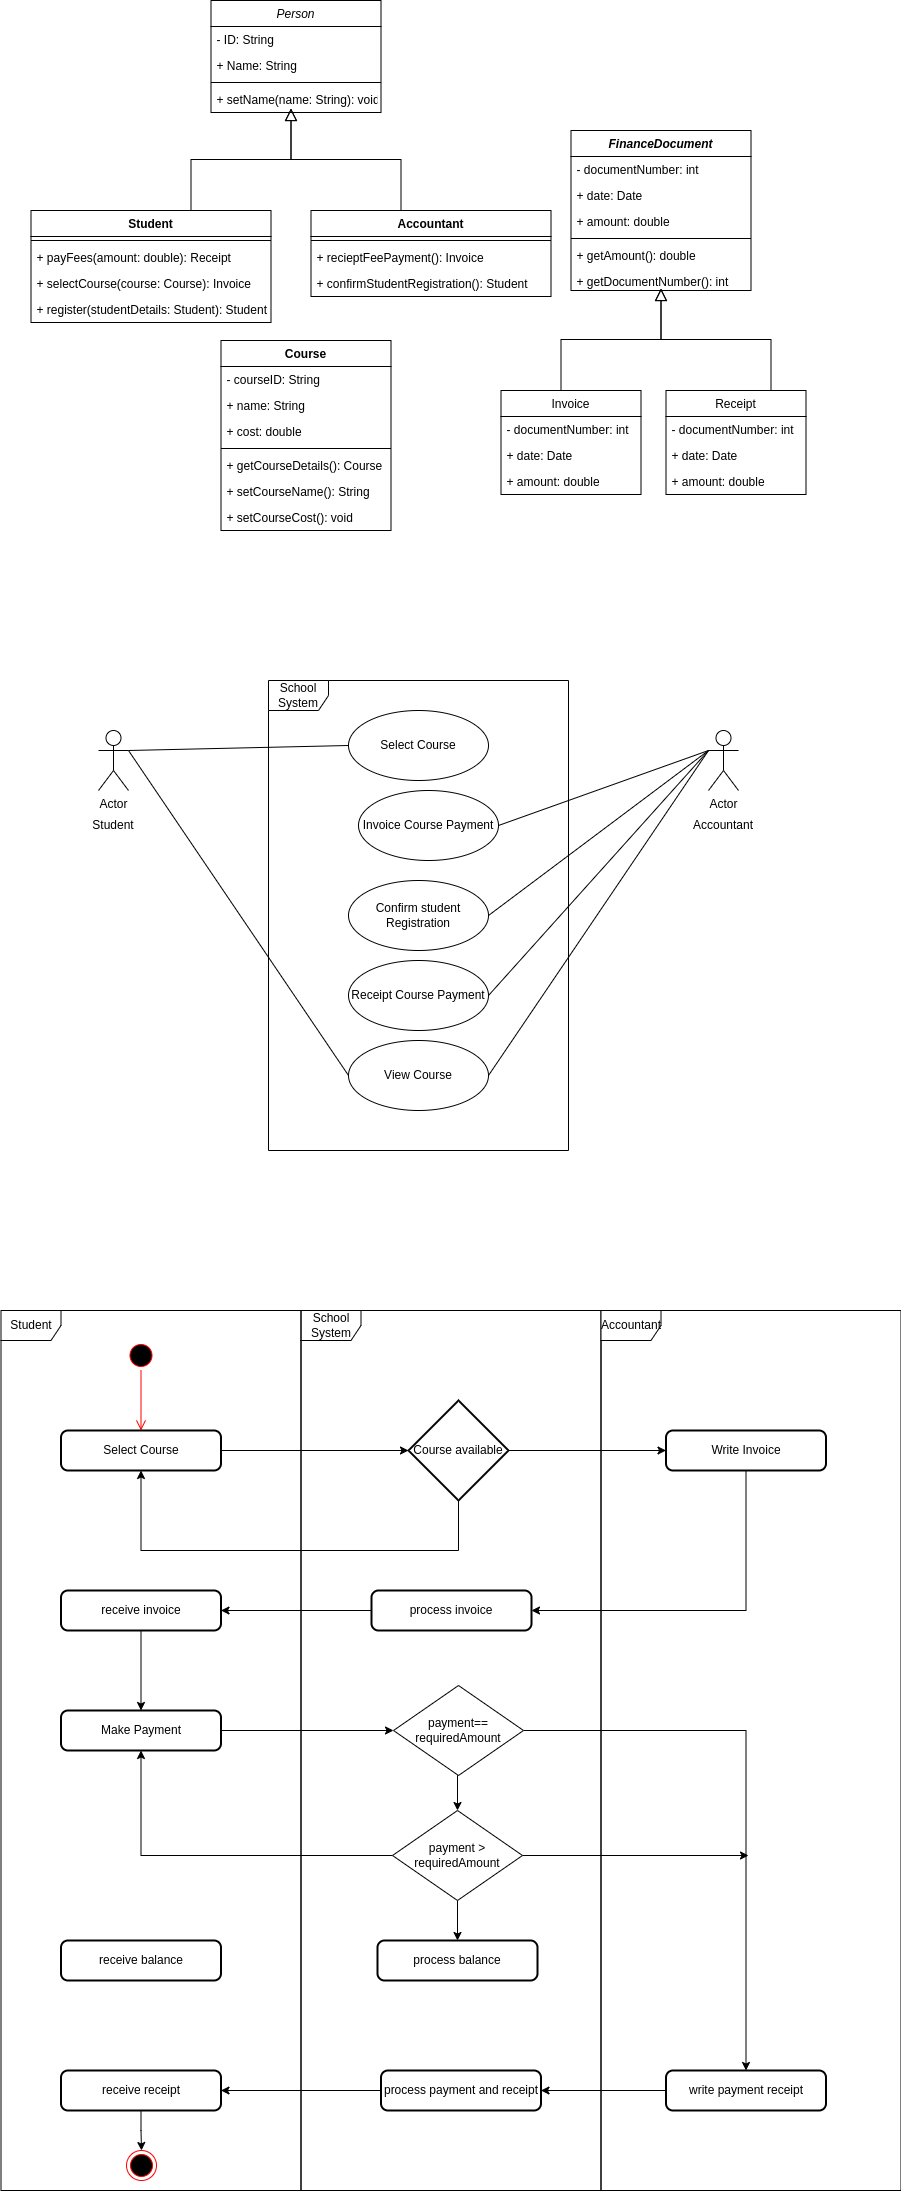 Person
- ID: String
+ Name: String
+ setName(name: String): voic
FinanceDocument
- documentNumber: int
+ date: Date
+ amount: double
+ getAmount(): double
+ getDocumentNumber(): int
Student
+ payFees(amount: double): Receipt
+ selectCourse(course: Course): Invoice
+ register(studentDetails: Student): Student
Accountant
+ recieptFeePayment(): Invoice
+ confirmStudentRegistration(): Student
Course
- courseID: String
+ name: String
+ cost: double
+ getCourseDetails(): Course
+ setCourseName(): String
+ setCourseCost(): void
Invoice
- documentNumber: int
+ date: Date
+ amount: double
Receipt
- documentNumber: int
+ date: Date
+ amount: double
School
System
Select Course
Actor
Student
Actor
Accountant
Invoice Course Payment
Confirm student
Registration
Receipt Course Payment
View Course
Student
School
System
Accountant
Select Course
Course available
Write Invoice
receive invoice
process invoice
Make Payment
payment==
requiredAmount
payment >
requiredAmount
receive balance
process balance
receive receipt
process payment and receipt
write payment receipt